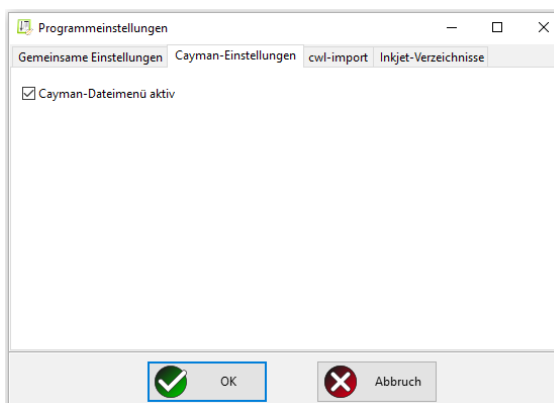 Programmeinstellungen
Gemeinsame Einstellungen Cayman-Einstellungen cwl-import Inkjet-Verzeichnisse
Cayman-Dateimenü aktiv
OK Abbruch